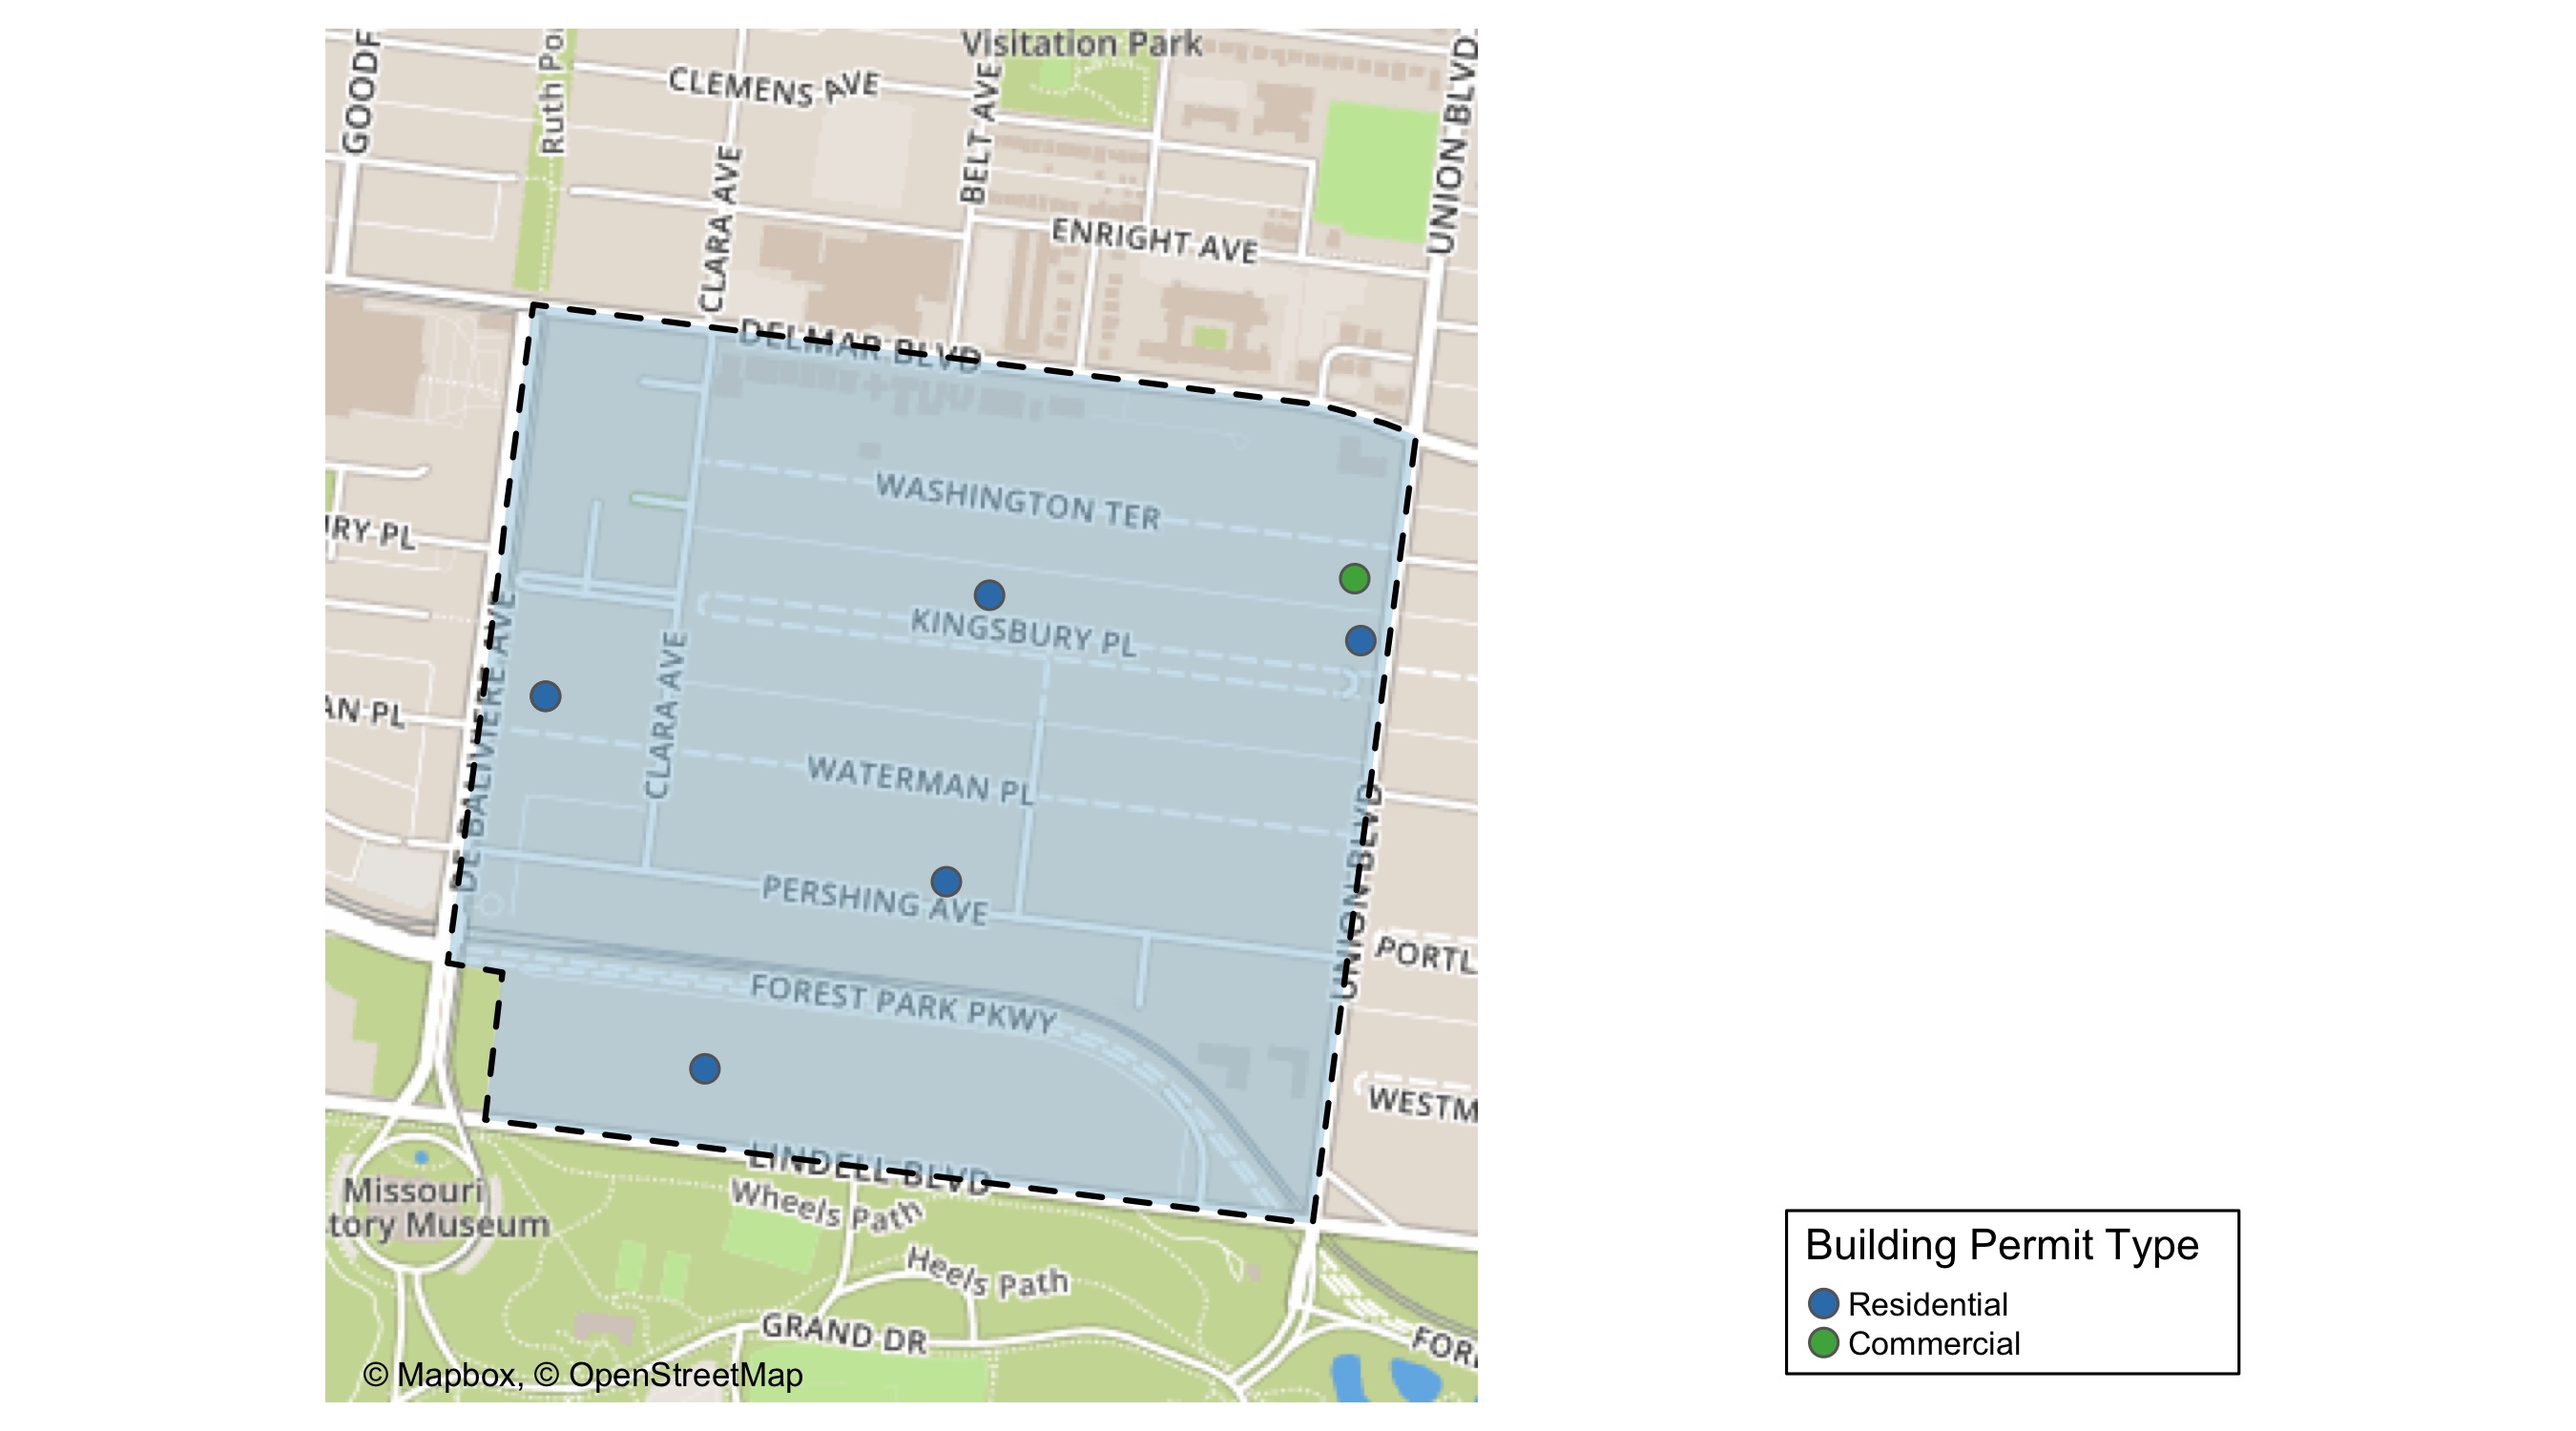 Visitation Park
GOODF
Ruth Po
CLEMENS AVE
BELT AVE
UNION BLVD
CLARA AVE
ENRIGHT AVE
DELMAR BLVD
WASHINGTON TER
URY PL
KINGSBURY PL
DE BALIVIERE AVE
CLARA AVE
AN PL
WATERMAN PL
UNION BLVD
PERSHING AVE
PORTL
FOREST PARK PKWY
WESTM
LINDELL BLVD
Missouri
tory Museum
Wheels Path
Heels Path
GRAND DR
FOR
© Mapbox, © OpenStreetMap
Building Permit Type
Residential
Commercial